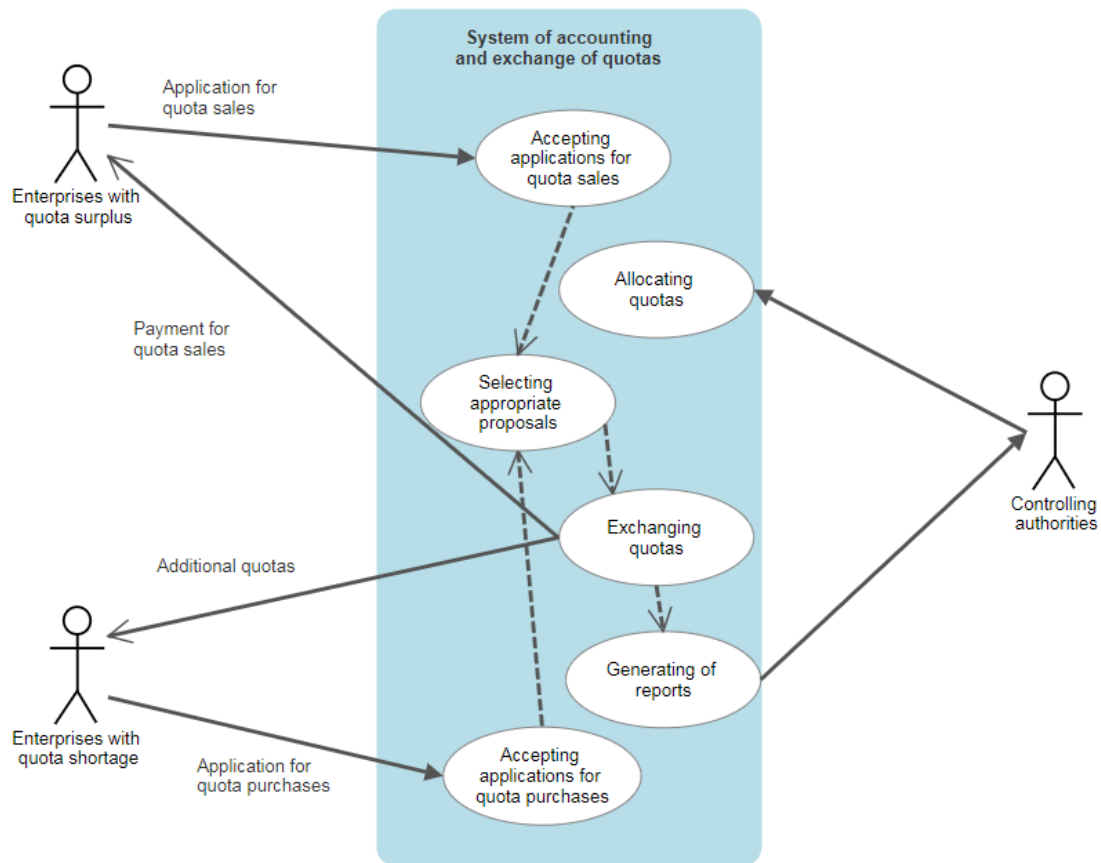 System of accounting
and exchange of quotas
Application for
quota sales
Accepting
applications for
quota sales
Enterprises with
quota surplus
Allocating
quotas
Payment for
quota sales
Selecting
appropriate
proposals
Controlling
authorities
Exchanging
quotas
Additional quotas
Generating of
reports
Enterprises with
quota shortage
Application for
quota purchases
Accepting
applications for
quota purchases